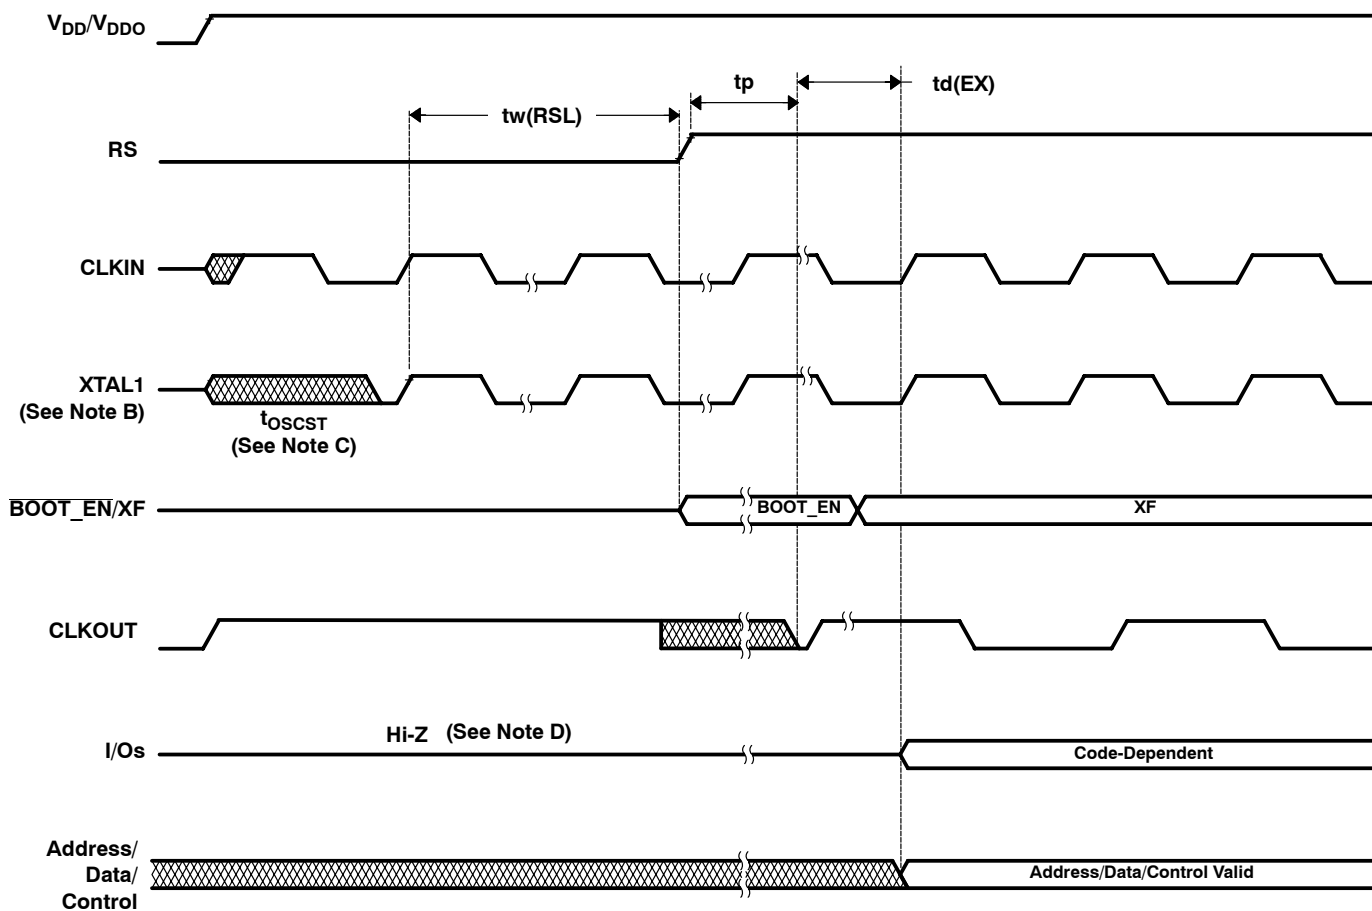 VDD/VDDO
tp
td(EX)
tw(RSL)
RS
CLKIN
XTAL1
(See Note B)
tOSCST
(See Note C)
BOOT_EN/XF
BOOT_EN
XF
CLKOUT
Hi-Z (See Note D)
I/Os
Code-Dependent
Address/
Data/
Control
Address/Data/Control Valid